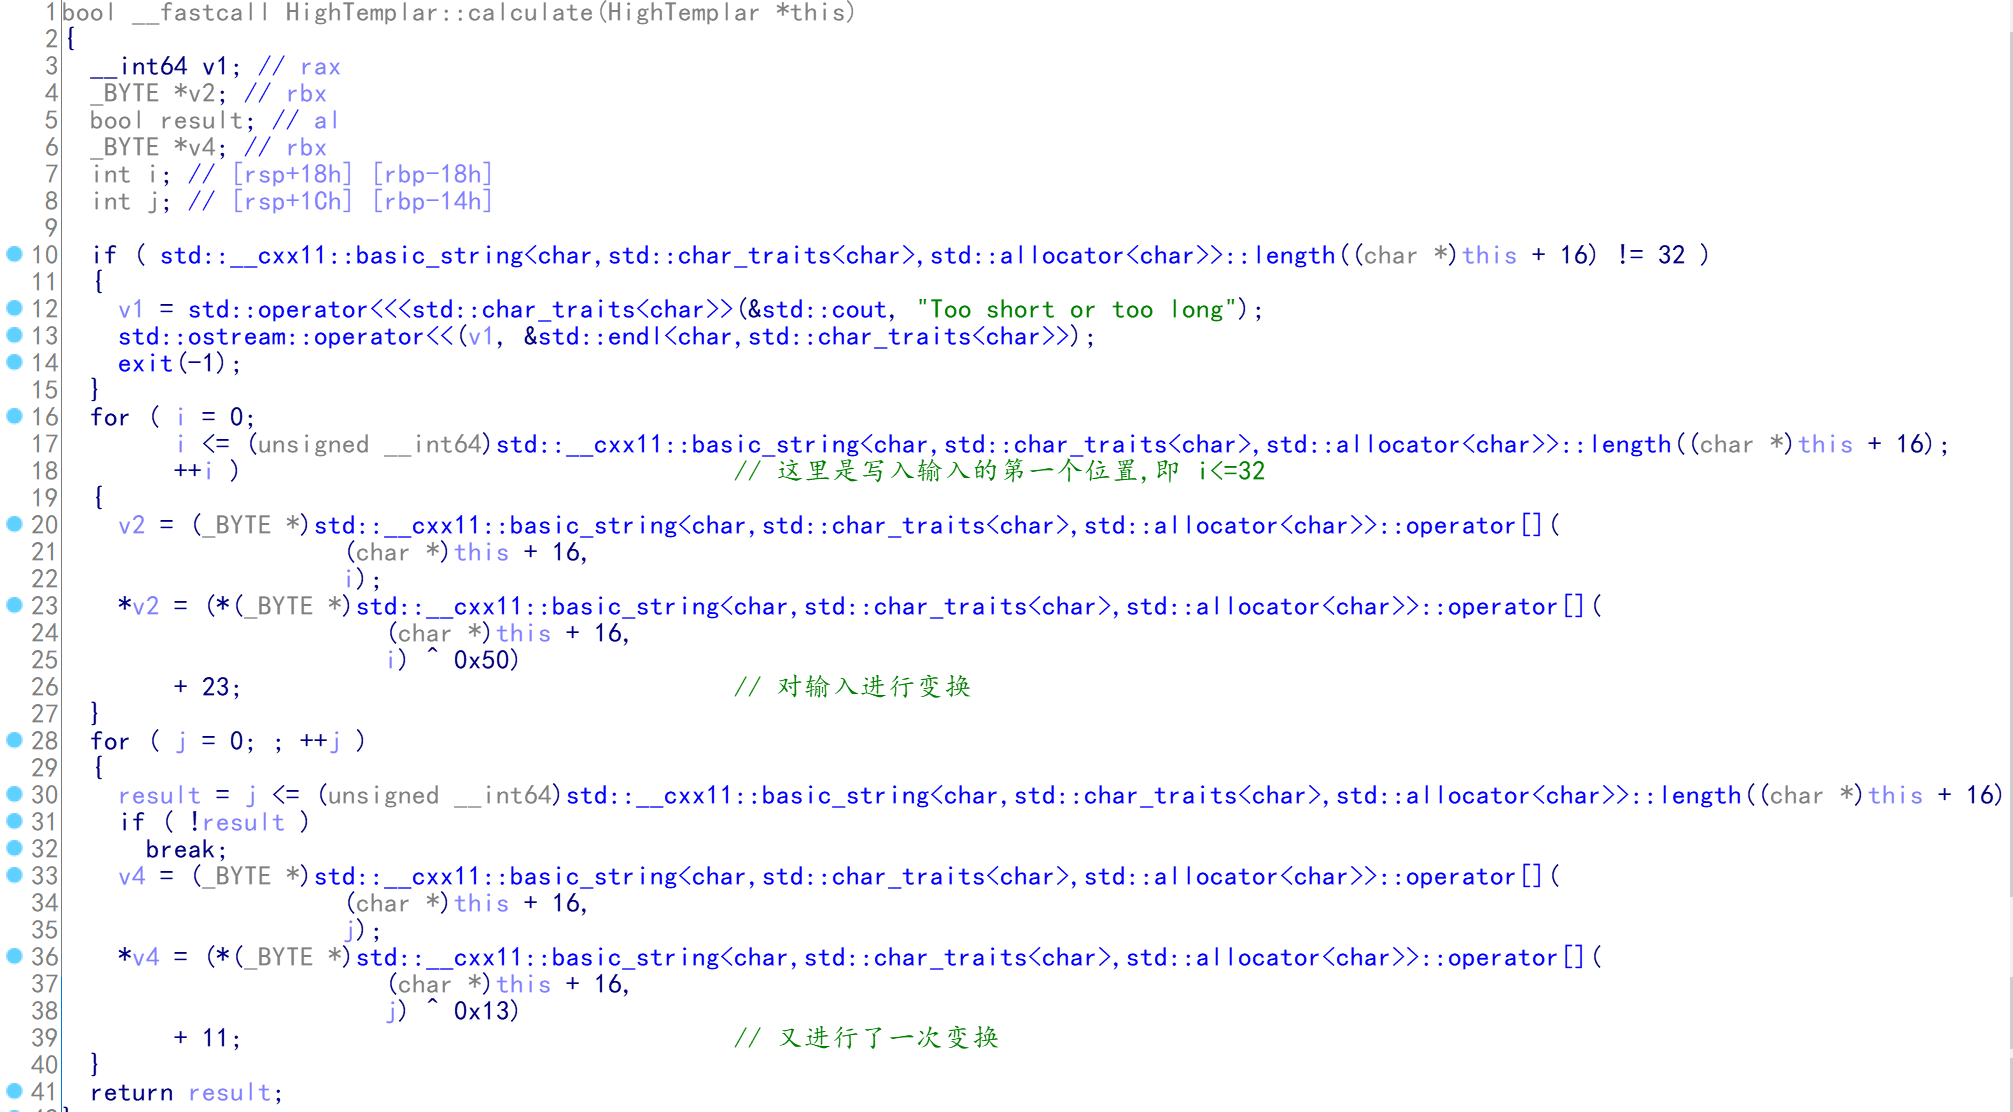 1 bool __fastcall HighTemplar::calculate(HighTemplar *this)
2 {
3 __int64 v1; // rax
4 _BYTE *v2; // rbx
5 bool result; // al
6 _BYTE *v4; // rbx
7 int i; // [rsp+18h] [rbp-18h]
8 int j; // [rsp+1Ch] [rbp-14h]
9
10 if ( std::__cxx11::basic_string<char,std::char_traits<char>,std::allocator<char>>::length((char *)this + 16) != 32 )
11 {
12 v1 = std::operator<<<std::char_traits<char>>(&std::cout, "Too short or too long");
13 std::ostream::operator<<(v1, &std::endl<char,std::char_traits<char>>);
14 exit(-1);
15 }
16 for ( i = 0;
17 i <= (unsigned __int64)std::__cxx11::basic_string<char,std::char_traits<char>,std::allocator<char>>::length((char *)this + 16);
18 ++i ) // 这里是写入输入的第一个位置,即 i<=32
19 {
20 v2 = (_BYTE *)std::__cxx11::basic_string<char,std::char_traits<char>,std::allocator<char>>::operator[](
21 (char *)this + 16,
22 i);
23 *v2 = (*(_BYTE *)std::__cxx11::basic_string<char,std::char_traits<char>,std::allocator<char>>::operator[](
24 (char *)this + 16,
25 i) ^ 0x50)
26 + 23; // 对输入进行变换
27 }
28 for ( j = 0; ; ++j )
29 {
30 result = j <= (unsigned __int64)std::__cxx11::basic_string<char,std::char_traits<char>,std::allocator<char>>::length((char *)this + 16)
31 if ( !result )
32 break;
33 v4 = (_BYTE *)std::__cxx11::basic_string<char,std::char_traits<char>,std::allocator<char>>::operator[](
34 (char *)this + 16,
35 j);
36 *v4 = (*(_BYTE *)std::__cxx11::basic_string<char,std::char_traits<char>,std::allocator<char>>::operator[](
37 (char *)this + 16,
38 j) ^ 0x13)
39 + 11; // 又进行了一次变换
40 }
41 return result;